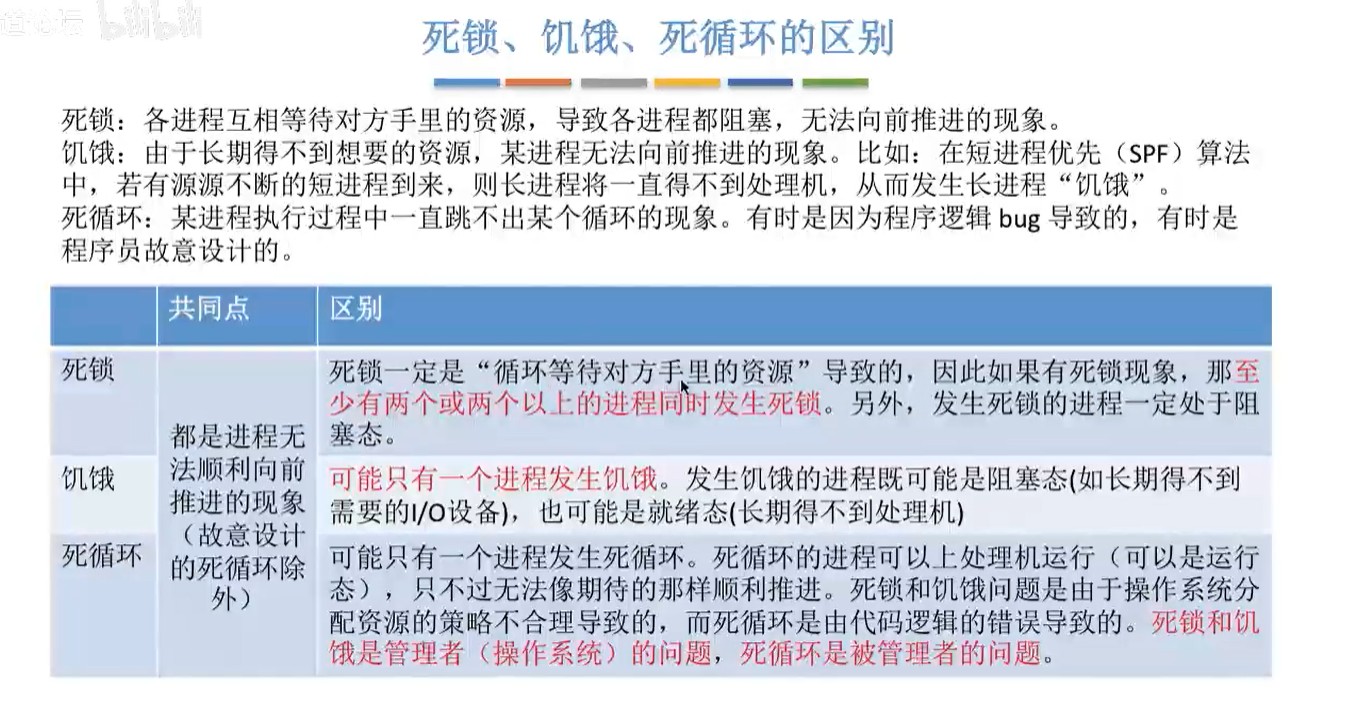 道论坛 bilibili
死锁、饥饿、死循环的区别
死锁：各进程互相等待对方手里的资源，导致各进程都阻塞，无法向前推进的现象。
饥饿：由于长期得不到想要的资源，某进程无法向前推进的现象。比如：在短进程优先（SPF）算法
中，若有源源不断的短进程到来，则长进程将一直得不到处理机，从而发生长进程“饥饿”。
死循环：某进程执行过程中一直跳不出某个循环的现象。有时是因为程序逻辑 bug 导致的，有时是
程序员故意设计的。
共同点
区别
死锁
都是进程无
法顺利向前
推进的现象
（故意设计
的死循环除
外）
死锁一定是“循环等待对方手里的资源”导致的，因此如果有死锁现象，那至
少有两个或两个以上的进程同时发生死锁。另外，发生死锁的进程一定处于阻
塞态。
饥饿
可能只有一个进程发生饥饿。发生饥饿的进程既可能是阻塞态(如长期得不到
需要的I/O设备)，也可能是就绪态(长期得不到处理机)
死循环
可能只有一个进程发生死循环。死循环的进程可以上处理机运行（可以是运行
态），只不过无法像期待的那样顺利推进。死锁和饥饿问题是由于操作系统分
配资源的策略不合理导致的，而死循环是由代码逻辑的错误导致的。死锁和饥
饿是管理者（操作系统）的问题，死循环是被管理者的问题。